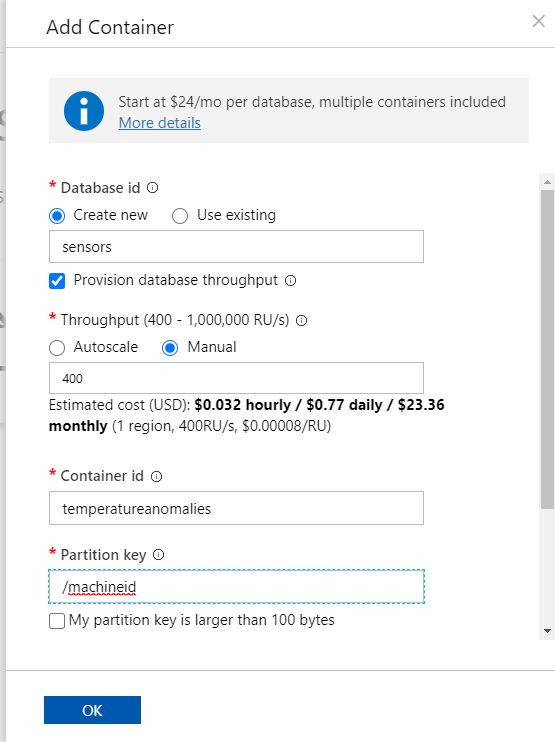 Add Container
Start at $24/mo per database, multiple containers included
More details
* Database id
Create new Use existing
sensors
Provision database throughput
* Throughput (400 - 1,000,000 RU/s)
Autoscale Manual
400
Estimated cost (USD): $0.032 hourly / $0.77 daily / $23.36
monthly (1 region, 400RU/s, $0.00008/RU)
* Container id
temperatureanomalies
* Partition key
/machineid
My partition key is larger than 100 bytes
OK